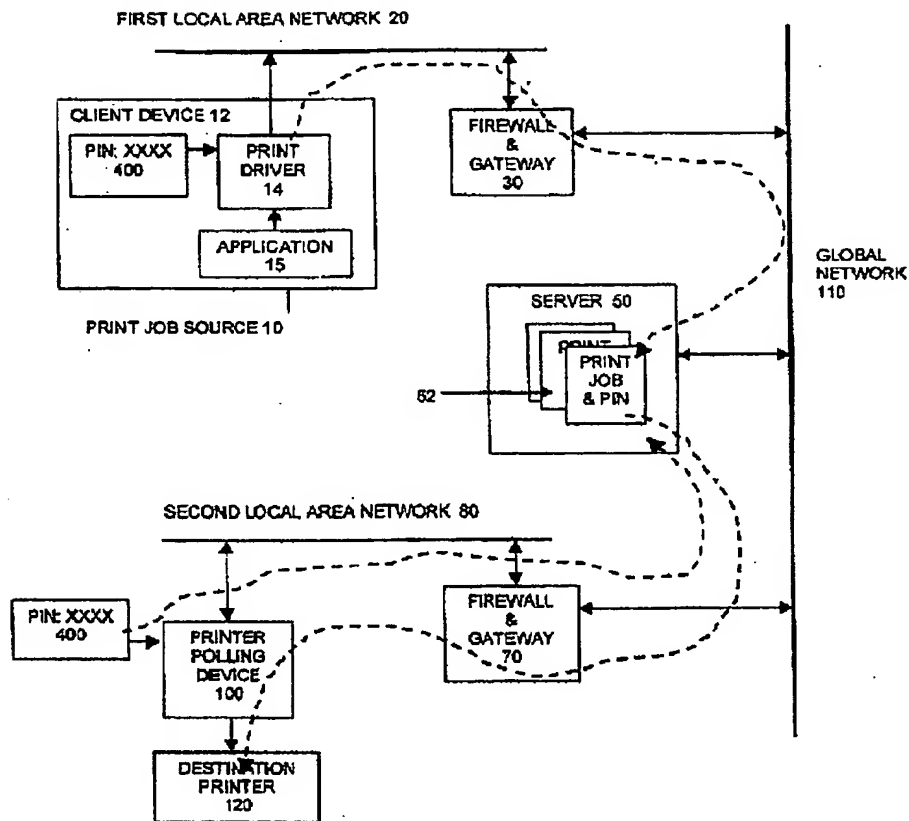 FIRST LOCAL AREA NETWORK 20
CLIENT DEVICE 12
PIN: XXXX
400
PRINT
DRIVER
14
APPLICATION
15
PRINT JOB SOURCE 10
FIREWALL
&
GATEWAY
30
GLOBAL
NETWORK
110
SERVER 50
PRINT
PRINT
JOB
& PIN
52
SECOND LOCAL AREA NETWORK 80
PIN: XXXX
400
PRINTER
POLLING
DEVICE
100
FIREWALL
&
GATEWAY
70
DESTINATION
PRINTER
120